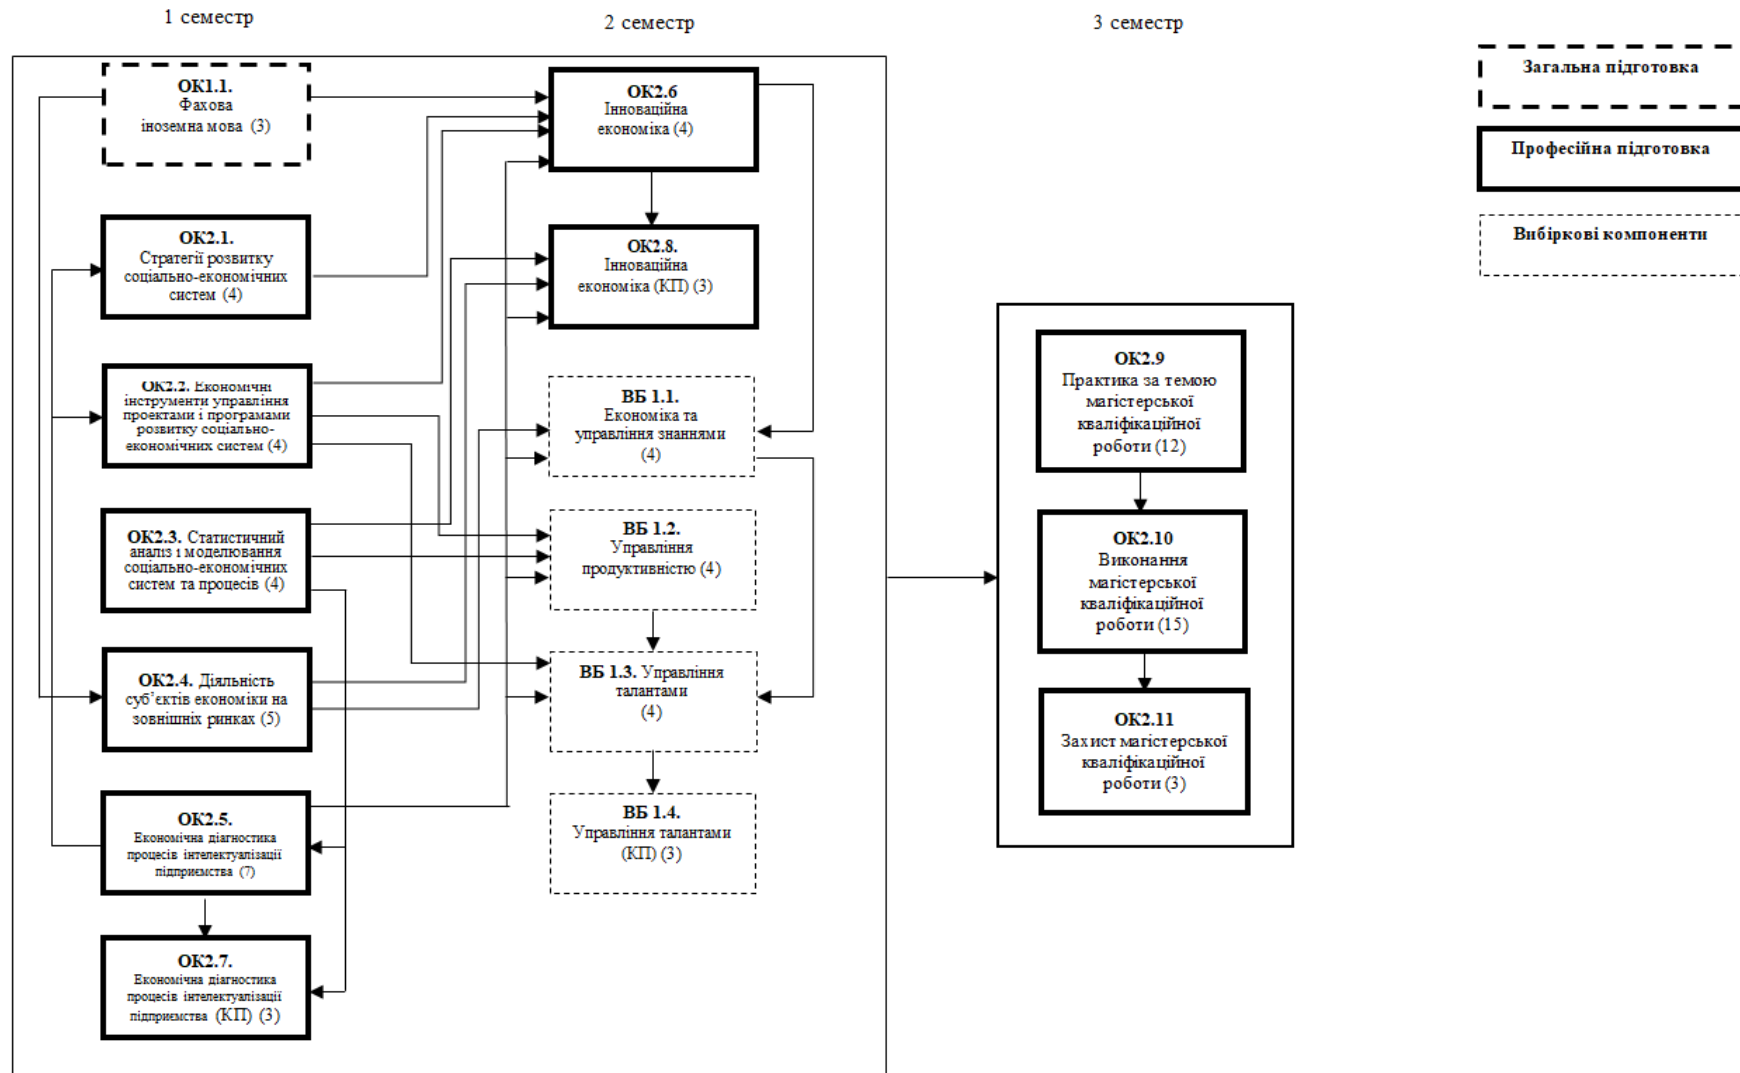 1 семестр
2 семестр
3 семестр
ОК1.1.
Фахова
іноземна мова (3)
ОК2.1.
Стратегії розвитку
соціально-економічних
систем (4)
ОК2.2. Економічні
інструменти управління
проектами і програмами
розвитку соціально-
економічних систем (4)
ОК2.3. Статистичний
аналіз і моделювання
соціально-економічних
систем та процесів (4)
ОК2.4. Діяльність
суб’єктів економіки на
зовнішніх ринках (5)
ОК2.5.
Економічна діагностика
процесів інтелектуалізації
підприємства (7)
ОК2.7.
Економічна діагностика
процесів інтелектуалізації
підприємства (КП) (3)
ОК2.6
Інноваційна
економіка (4)
ОК2.8.
Інноваційна
економіка (КП) (3)
ВБ 1.1.
Економіка та
управління знаннями
(4)
ВБ 1.2.
Управління
продуктивністю (4)
ВБ 1.3. Управління
талантами
(4)
ВБ 1.4.
Управління талантами
(КП) (3)
ОК2.9
Практика за темою
магістерської
кваліфікаційної
роботи (12)
ОК2.10
Виконання
магістерської
кваліфікаційної
роботи (15)
ОК2.11
Захист магістерської
кваліфікаційної
роботи (3)
Загальна підготовка
Професійна підготовка
Вибіркові компоненти